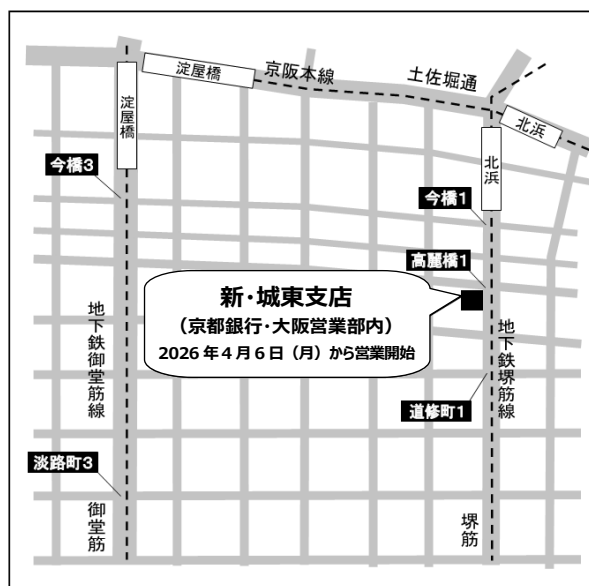 淀屋橋
京阪本線
土佐堀通
淀屋橋
北浜
北浜
今橋3
今橋1
高麗橋1
新・城東支店
（京都銀行・大阪営業部内）
2026年4月6日（月）から営業開始
地下鉄御堂筋線
地下鉄堺筋線
道修町1
淡路町3
御堂筋
堺筋